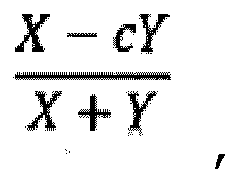 X − cY
X + Y ,